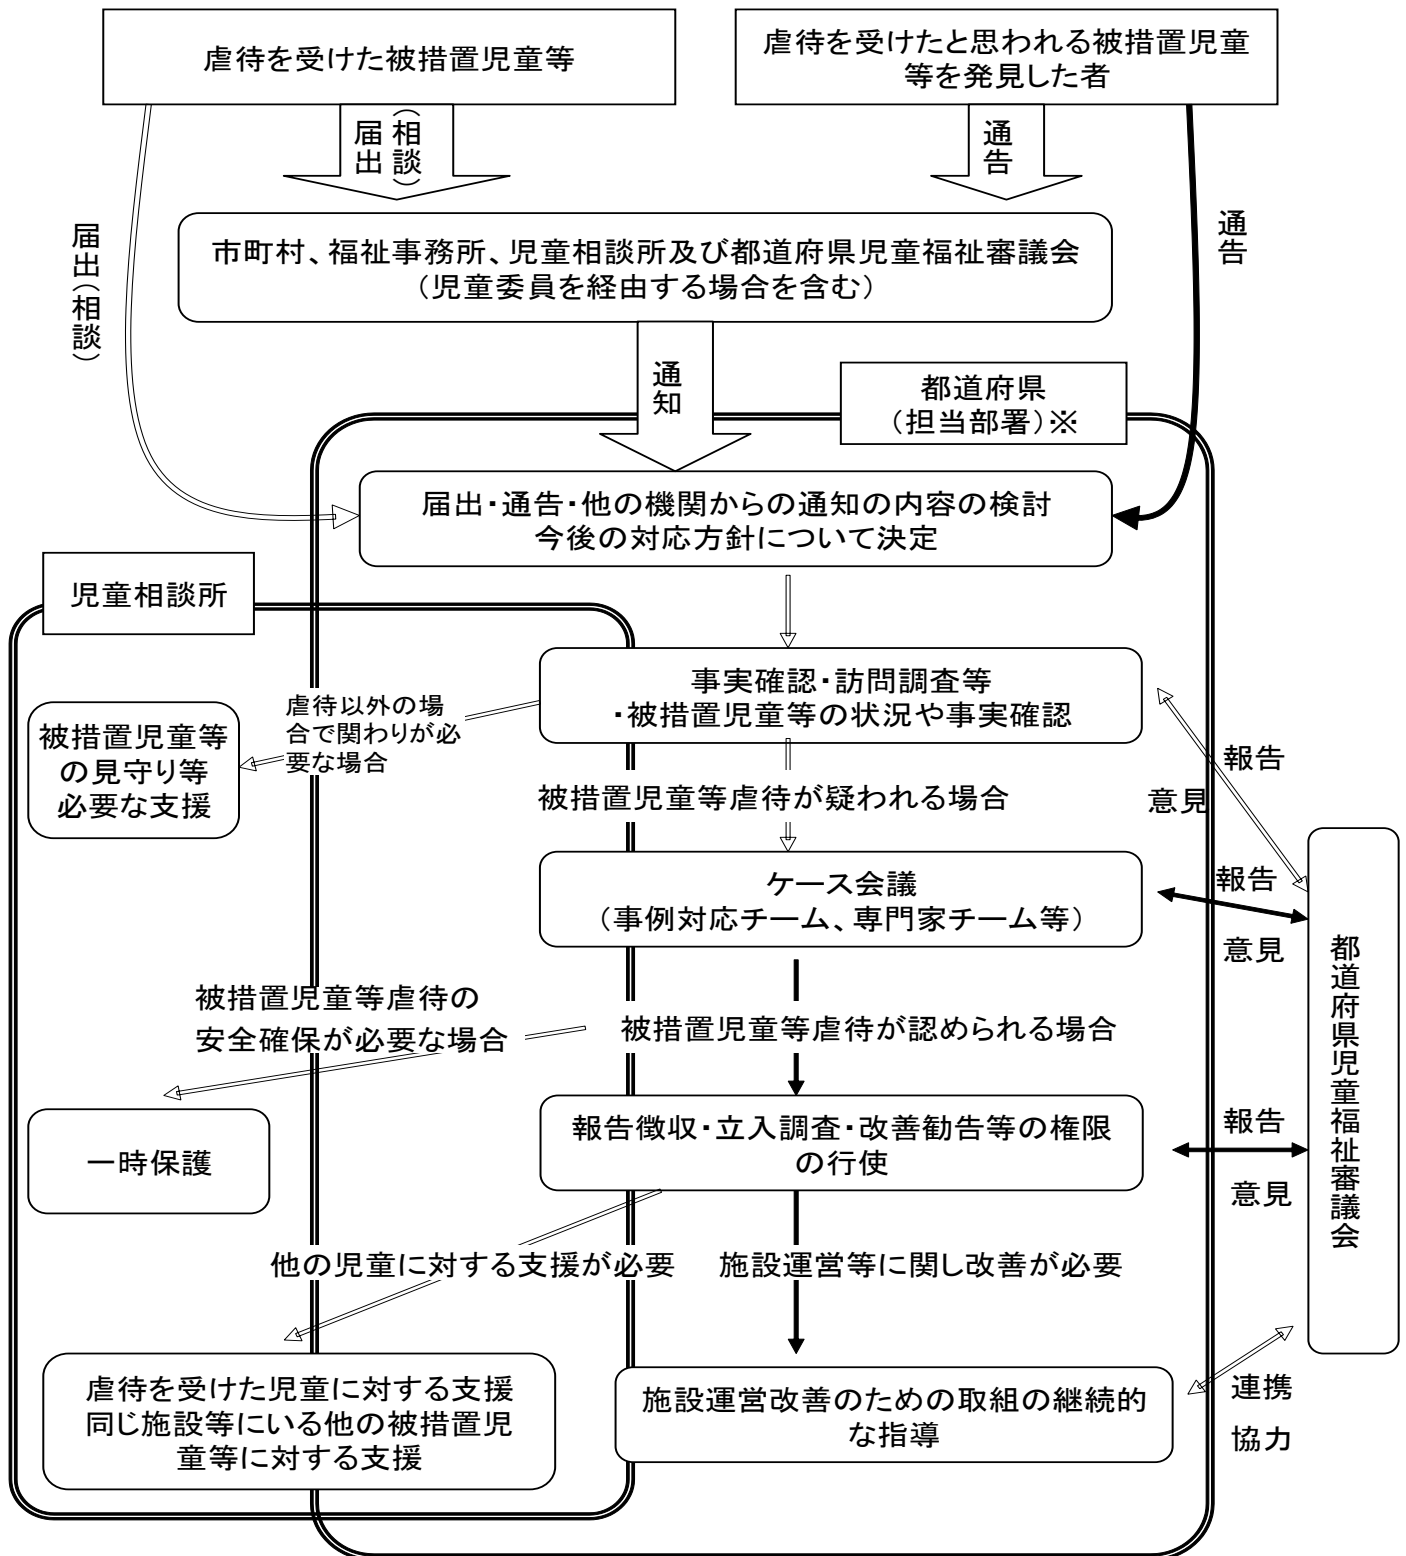 虐待を受けた被措置児童等
虐待を受けたと思われる被措置児童
等を発見した者
届出
（相談）
通告
届出（相談）
通告
市町村、福祉事務所、児童相談所及び都道府県児童福祉審議会
（児童委員を経由する場合を含む）
通知
都道府県
（担当部署）※
届出・通告・他の機関からの通知の内容の検討
今後の対応方針について決定
児童相談所
事実確認・訪問調査等
・被措置児童等の状況や事実確認
虐待以外の場
合で関わりが必
要な場合
被措置児童等
の見守り等
必要な支援
報告
意見
被措置児童等虐待が疑われる場合
ケース会議
（事例対応チーム、専門家チーム等）
報告
意見
都道府県児童福祉審議会
被措置児童等虐待の
安全確保が必要な場合
被措置児童等虐待が認められる場合
一時保護
報告徴収・立入調査・改善勧告等の権限
の行使
報告
意見
他の児童に対する支援が必要
施設運営等に関し改善が必要
虐待を受けた児童に対する支援
同じ施設等にいる他の被措置児
童等に対する支援
施設運営改善のための取組の継続的
な指導
連携
協力